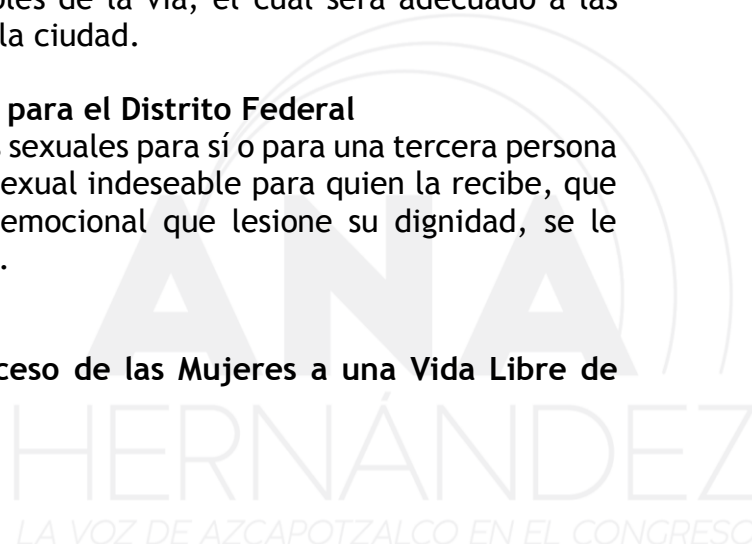 bles de la vía, el cual será adecuado a las
la ciudad.
para el Distrito Federal
sexuales para sí o para una tercera persona
exual indeseable para quien la recibe, que
emocional que lesione su dignidad, se le
.
ceso de las Mujeres a una Vida Libre de
ANA
HERNÁNDEZ
LA VOZ DE AZCAPOTZALCO EN EL CONGRESO